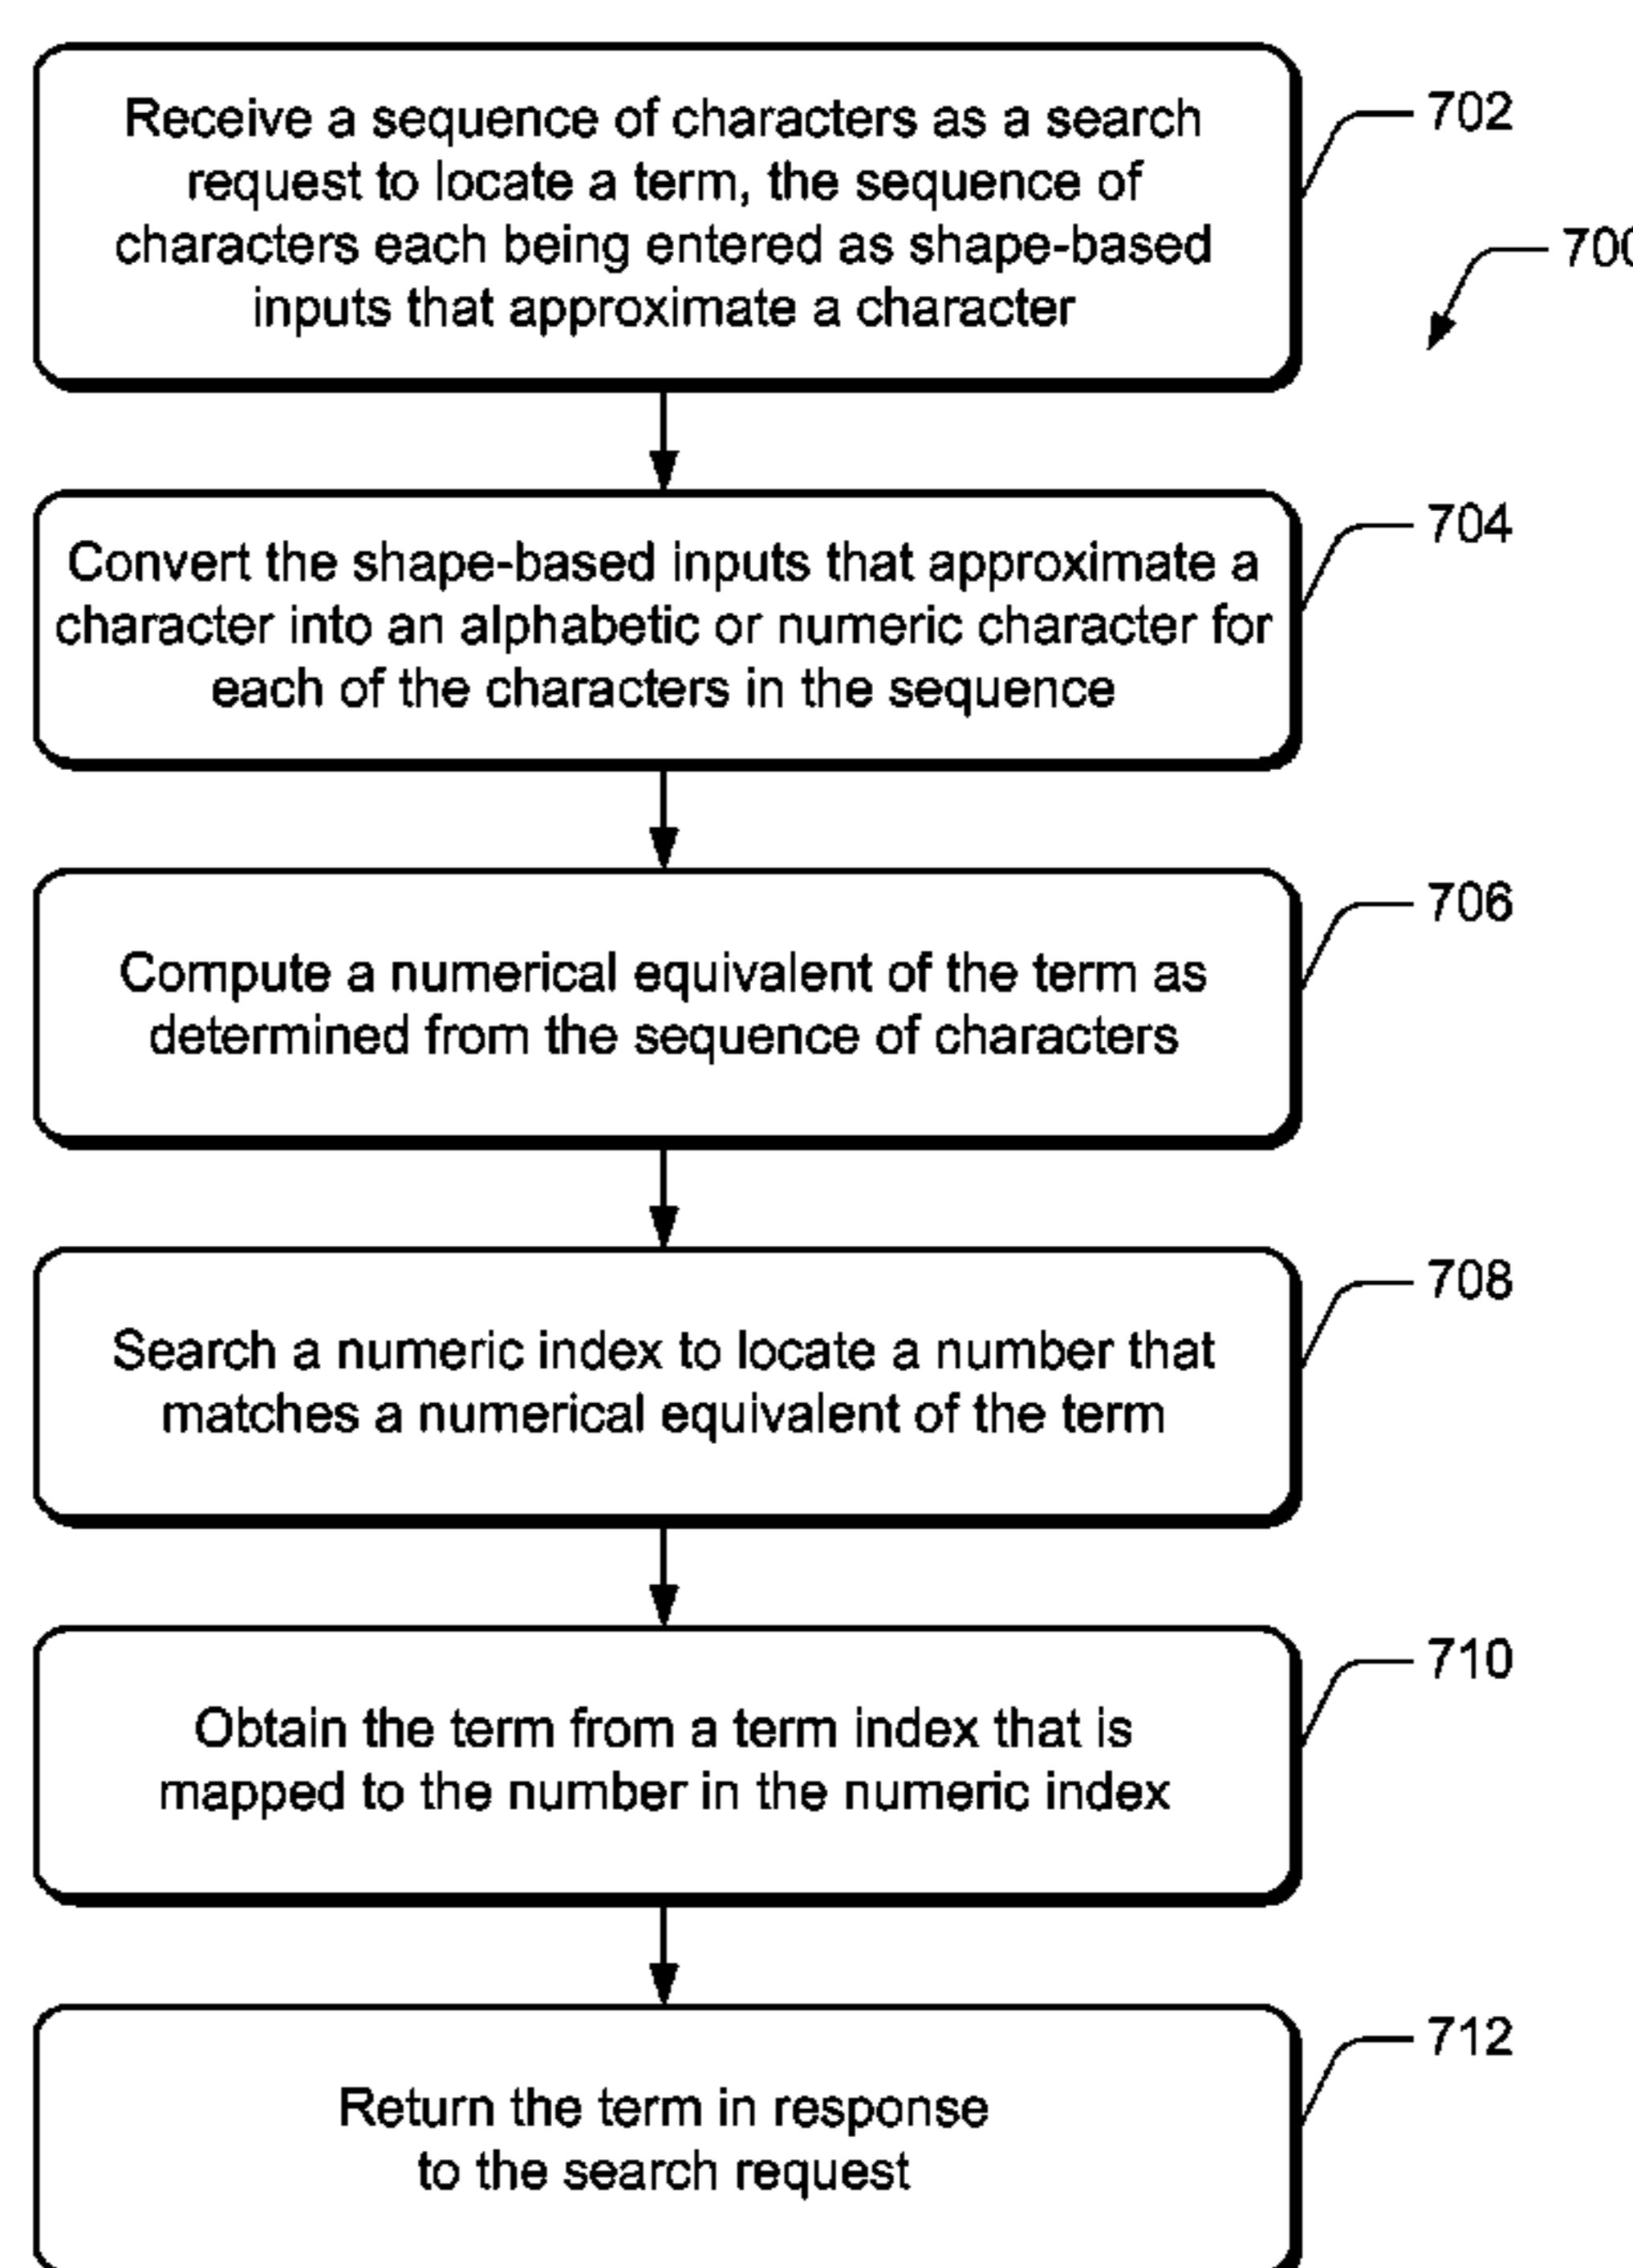 Receive a sequence of characters as a search
request to locate a term, the sequence of
characters each being entered as shape-based
inputs that approximate a character
702
700
Convert the shape-based inputs that approximate a
character into an alphabetic or numeric character for
each of the characters in the sequence
704
Compute a numerical equivalent of the term as
determined from the sequence of characters
706
Search a numeric index to locate a number that
matches a numerical equivalent of the term
708
Obtain the term from a term index that is
mapped to the number in the numeric index
710
Return the term in response
to the search request
712